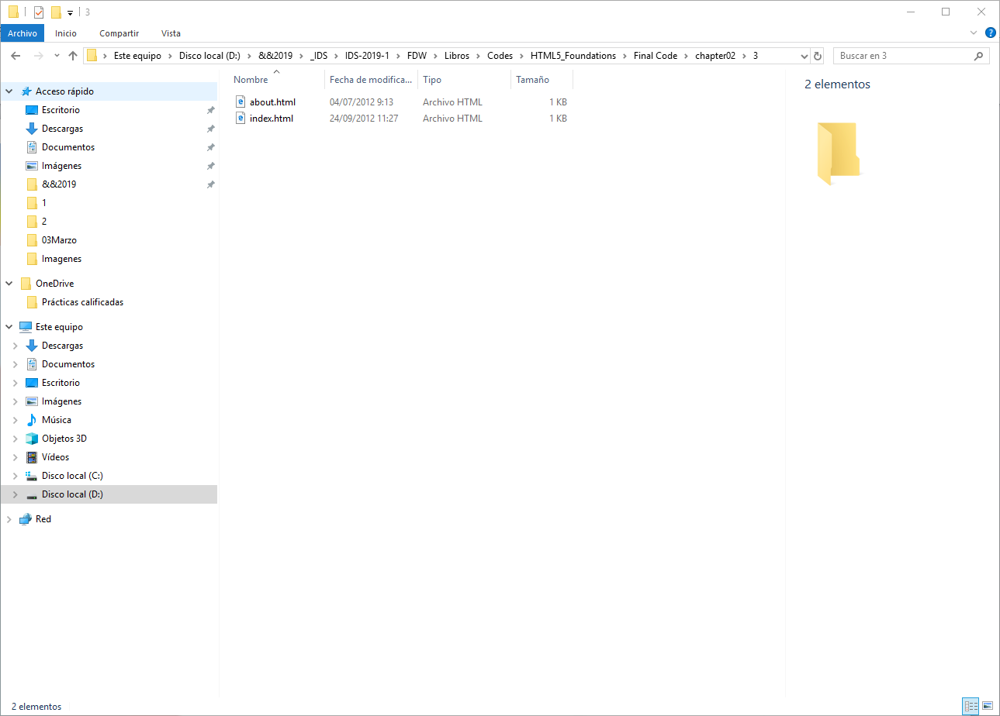 3
Archivo Inicio Compartir Vista
Este equipo Disco local (D:) &&2019 _IDS IDS-2019-1 FDW Libros Codes HTML5_Foundations Final Code chapter02 3 Buscar en 3
Nombre Fecha de modifica... Tipo Tamaño
about.html 04/07/2012 9:13 Archivo HTML 1 KB
index.html 24/09/2012 11:27 Archivo HTML 1 KB
2 elementos
Acceso rápido
Escritorio
Descargas
Documentos
Imágenes
&&2019
1
2
03Marzo
Imagenes
OneDrive
Prácticas calificadas
Este equipo
Descargas
Documentos
Escritorio
Imágenes
Música
Objetos 3D
Vídeos
Disco local (C:)
Disco local (D:)
Red
2 elementos